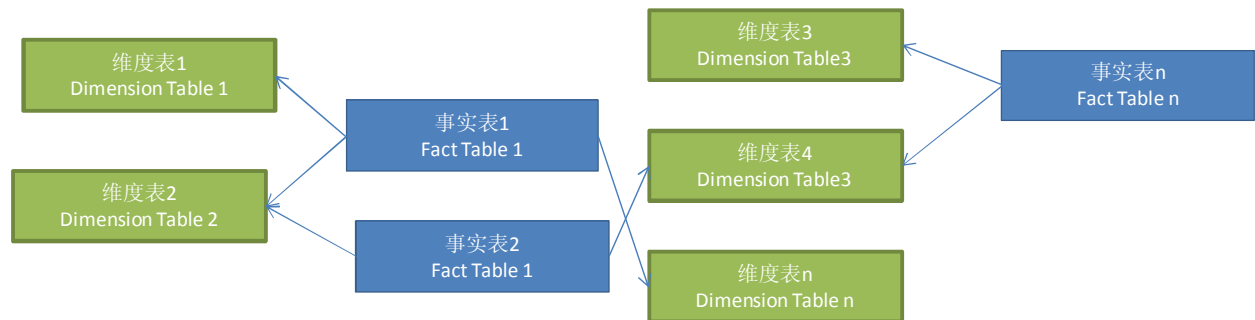 维度表1
Dimension Table 1
维度表2
Dimension Table 2
事实表1
Fact Table 1
事实表2
Fact Table 1
维度表3
Dimension Table3
维度表4
Dimension Table3
维度表n
Dimension Table n
事实表n
Fact Table n